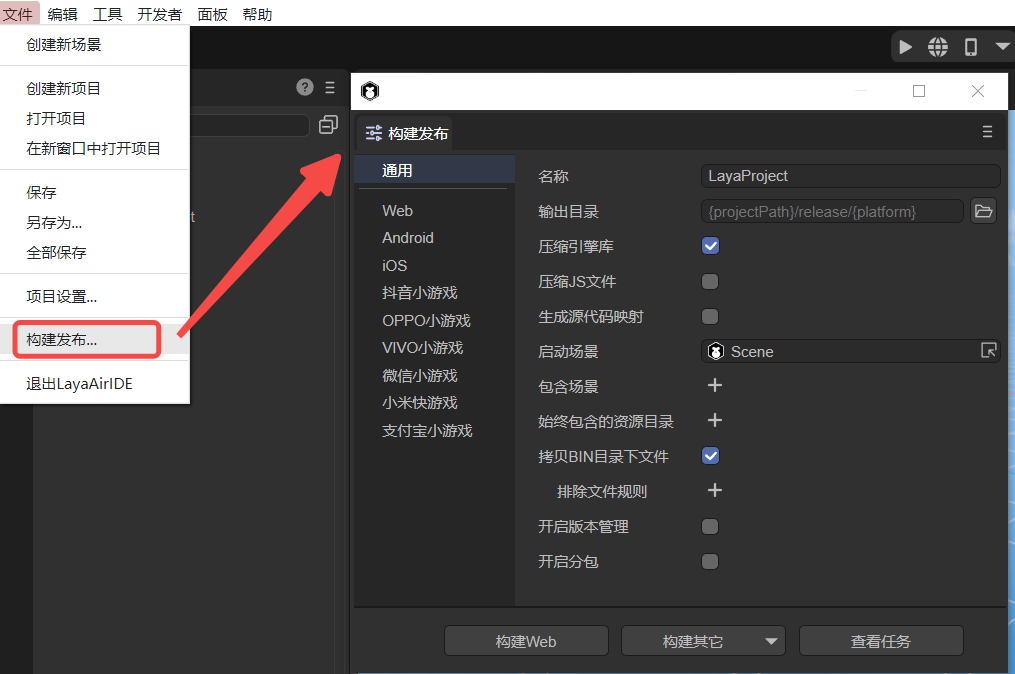 文件 编辑 工具 开发者 面板 帮助
创建新场景
创建新项目
打开项目
在新窗口中打开项目
保存
另存为...
全部保存
项目设置...
构建发布...
退出LayaAirIDE
t
?
构建发布
通用
Web
Android
iOS
抖音小游戏
OPPO小游戏
VIVO小游戏
微信小游戏
小米快游戏
支付宝小游戏
名称 LayaProject
输出目录 {projectPath}/release/{platform}
压缩引擎库
压缩JS文件
生成源代码映射
启动场景 Scene
包含场景
始终包含的资源目录
拷贝BIN目录下文件
排除文件规则
开启版本管理
开启分包
构建Web 构建其它 查看任务